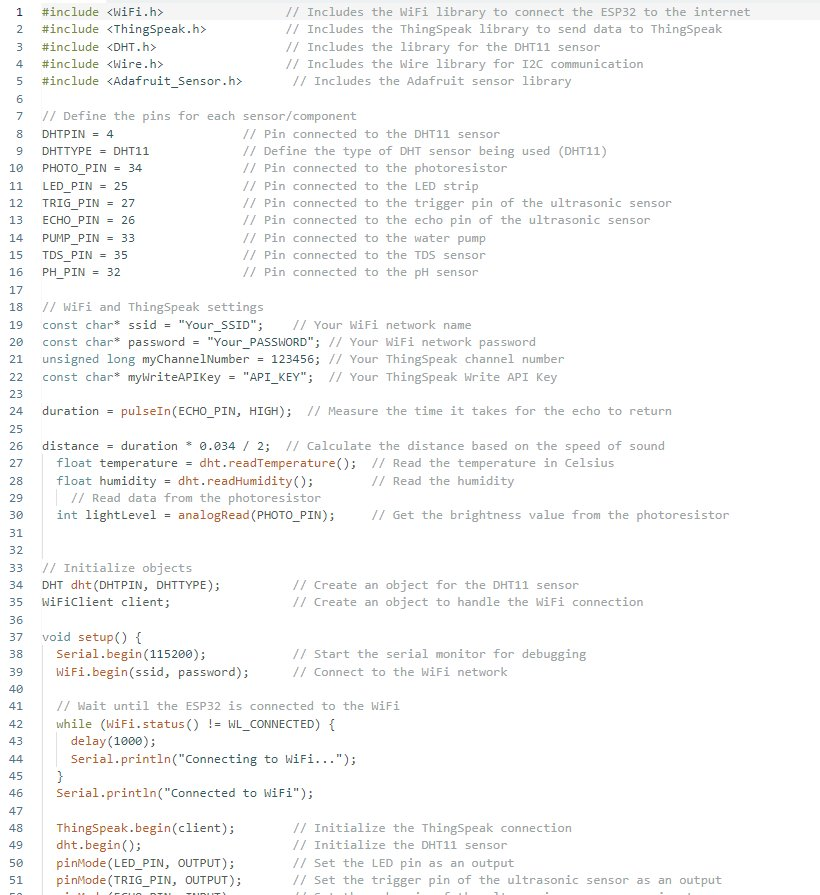 1 #include <WiFi.h> // Includes the WiFi library to connect the ESP32 to the internet
2 #include <ThingSpeak.h> // Includes the ThingSpeak library to send data to ThingSpeak
3 #include <DHT.h> // Includes the library for the DHT11 sensor
4 #include <Wire.h> // Includes the Wire library for I2C communication
5 #include <Adafruit_Sensor.h> // Includes the Adafruit sensor library
6
7 // Define the pins for each sensor/component
8 DHTPIN = 4 // Pin connected to the DHT11 sensor
9 DHTTYPE = DHT11 // Define the type of DHT sensor being used (DHT11)
10 PHOTO_PIN = 34 // Pin connected to the photoresistor
11 LED_PIN = 25 // Pin connected to the LED strip
12 TRIG_PIN = 27 // Pin connected to the trigger pin of the ultrasonic sensor
13 ECHO_PIN = 26 // Pin connected to the echo pin of the ultrasonic sensor
14 PUMP_PIN = 33 // Pin connected to the water pump
15 TDS_PIN = 35 // Pin connected to the TDS sensor
16 PH_PIN = 32 // Pin connected to the pH sensor
17
18 // WiFi and ThingSpeak settings
19 const char* ssid = "Your_SSID"; // Your WiFi network name
20 const char* password = "Your_PASSWORD"; // Your WiFi network password
21 unsigned long myChannelNumber = 123456; // Your ThingSpeak channel number
22 const char* myWriteAPIKey = "API_KEY"; // Your ThingSpeak Write API Key
23
24 duration = pulseIn(ECHO_PIN, HIGH); // Measure the time it takes for the echo to return
25
26 distance = duration * 0.034 / 2; // Calculate the distance based on the speed of sound
27 float temperature = dht.readTemperature(); // Read the temperature in Celsius
28 float humidity = dht.readHumidity(); // Read the humidity
29 // Read data from the photoresistor
30 int lightLevel = analogRead(PHOTO_PIN); // Get the brightness value from the photoresistor
31
32
33 // Initialize objects
34 DHT dht(DHTPIN, DHTTYPE); // Create an object for the DHT11 sensor
35 WiFiClient client; // Create an object to handle the WiFi connection
36
37 void setup() {
38 Serial.begin(115200); // Start the serial monitor for debugging
39 WiFi.begin(ssid, password); // Connect to the WiFi network
40
41 // Wait until the ESP32 is connected to the WiFi
42 while (WiFi.status() != WL_CONNECTED) {
43 delay(1000);
44 Serial.println("Connecting to WiFi...");
45 }
46 Serial.println("Connected to WiFi");
47
48 ThingSpeak.begin(client); // Initialize the ThingSpeak connection
49 dht.begin(); // Initialize the DHT11 sensor
50 pinMode(LED_PIN, OUTPUT); // Set the LED pin as an output
51 pinMode(TRIG_PIN, OUTPUT); // Set the trigger pin of the ultrasonic sensor as an output